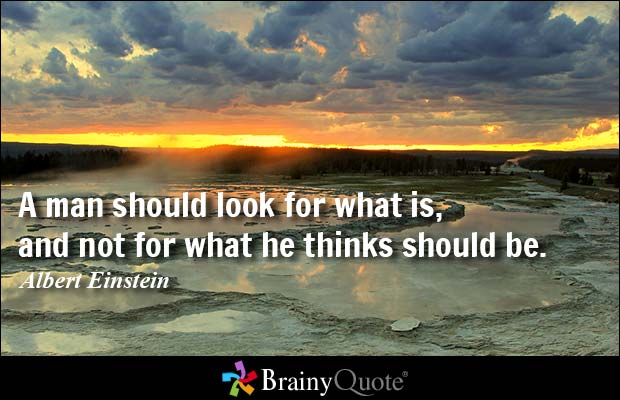 A man should look for what is,
and not for what he thinks should be.
Albert Einstein
BrainyQuote®